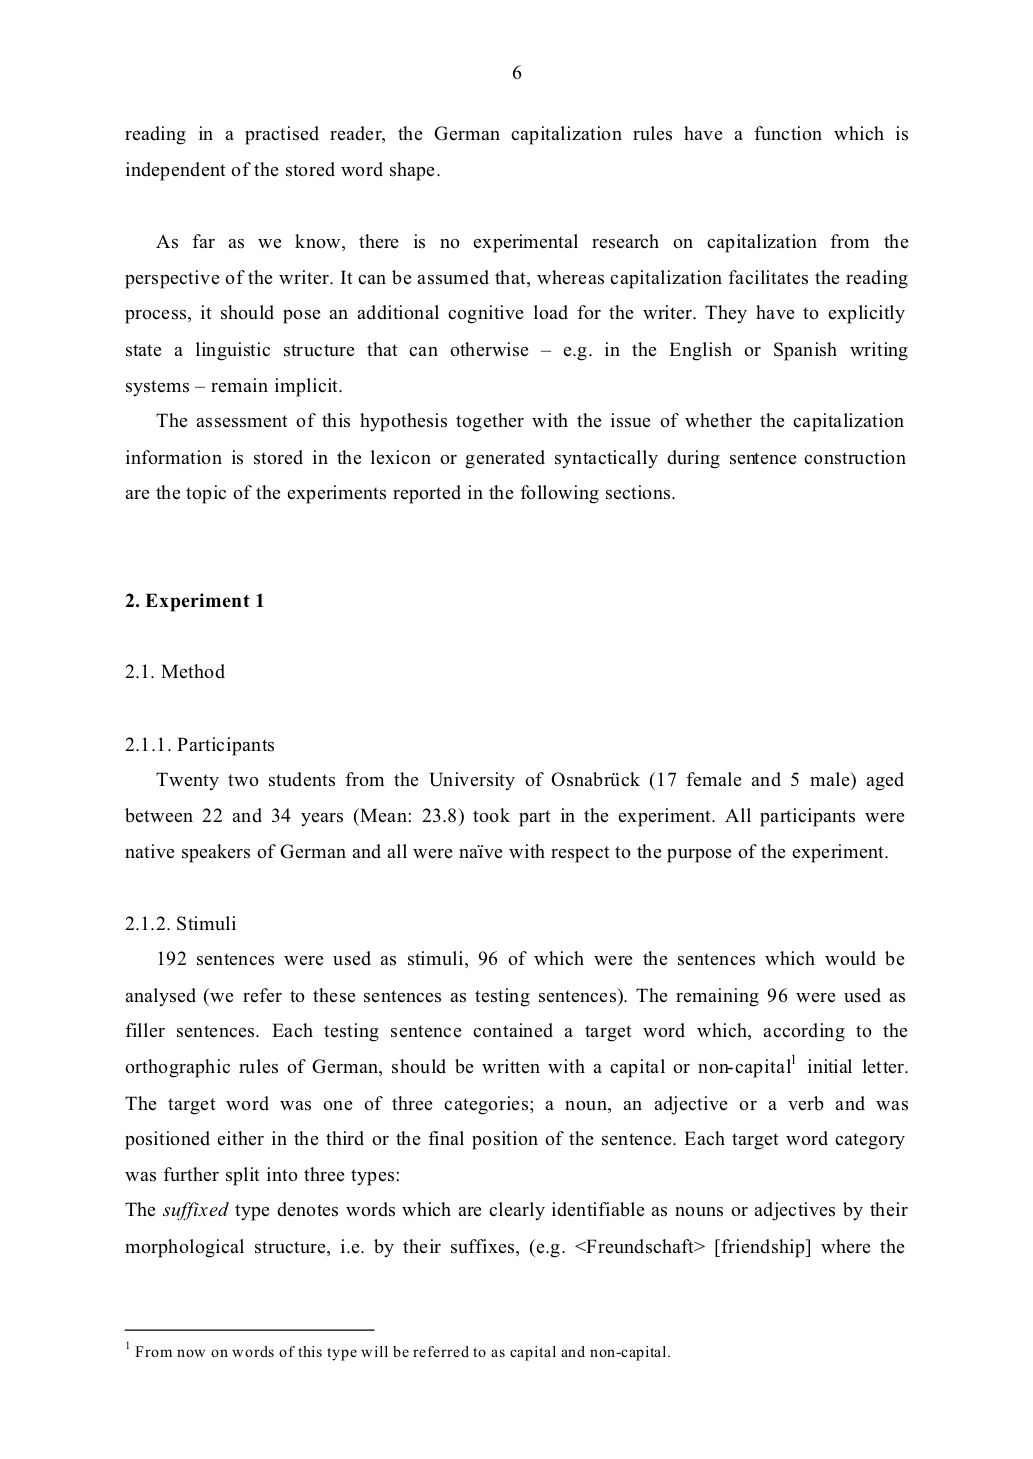 6
reading in a practised reader, the German capitalization rules have a function which is
independent of the stored word shape.
As far as we know, there is no experimental research on capitalization from the
perspective of the writer. It can be assumed that, whereas capitalization facilitates the reading
process, it should pose an additional cognitive load for the writer. They have to explicitly
state a linguistic structure that can otherwise – e.g. in the English or Spanish writing
systems – remain implicit.
The assessment of this hypothesis together with the issue of whether the capitalization
information is stored in the lexicon or generated syntactically during sentence construction
are the topic of the experiments reported in the following sections.
2. Experiment 1
2.1. Method
2.1.1. Participants
Twenty two students from the University of Osnabrück (17 female and 5 male) aged
between 22 and 34 years (Mean: 23.8) took part in the experiment. All participants were
native speakers of German and all were naïve with respect to the purpose of the experiment.
2.1.2. Stimuli
192 sentences were used as stimuli, 96 of which were the sentences which would be
analysed (we refer to these sentences as testing sentences). The remaining 96 were used as
filler sentences. Each testing sentence contained a target word which, according to the
orthographic rules of German, should be written with a capital or non-capital1 initial letter.
The target word was one of three categories; a noun, an adjective or a verb and was
positioned either in the third or the final position of the sentence. Each target word category
was further split into three types:
The suffixed type denotes words which are clearly identifiable as nouns or adjectives by their
morphological structure, i.e. by their suffixes, (e.g. <Freundschaft> [friendship] where the
1 From now on words of this type will be referred to as capital and non-capital.